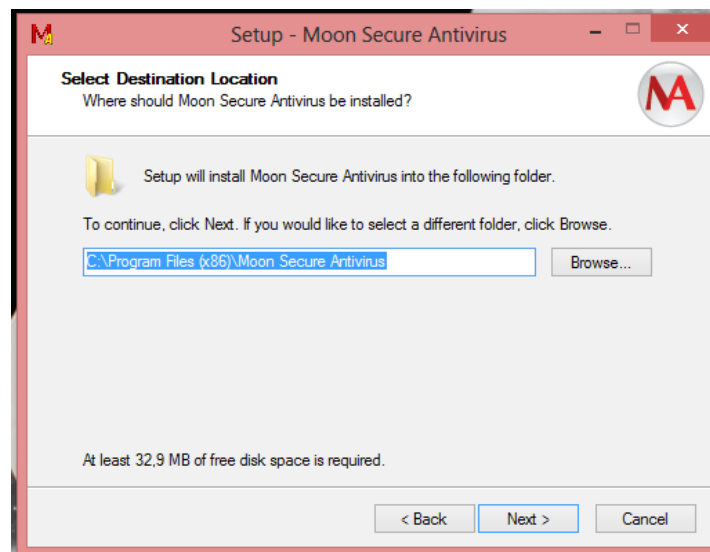 Setup - Moon Secure Antivirus
Select Destination Location
Where should Moon Secure Antivirus be installed?
Setup will install Moon Secure Antivirus into the following folder.
To continue, click Next. If you would like to select a different folder, click Browse.
C:\Program Files (x86)\Moon Secure Antivirus
Browse...
At least 32,9 MB of free disk space is required.
< Back
Next >
Cancel